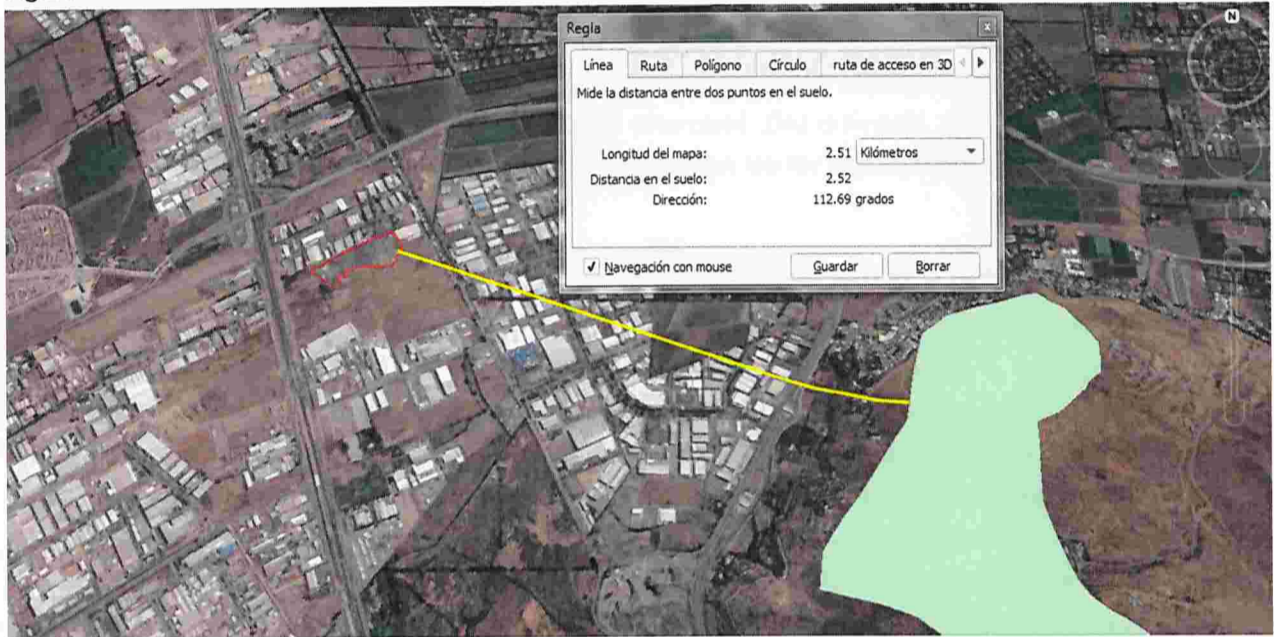 Regla
Línea Ruta Polígono Círculo ruta de acceso en 3D
Mide la distancia entre dos puntos en el suelo.
Longitud del mapa: 2.51 Kilómetros
Distancia en el suelo: 2.52
Dirección: 112.69 grados
Navegación con mouse Guardar Borrar
N